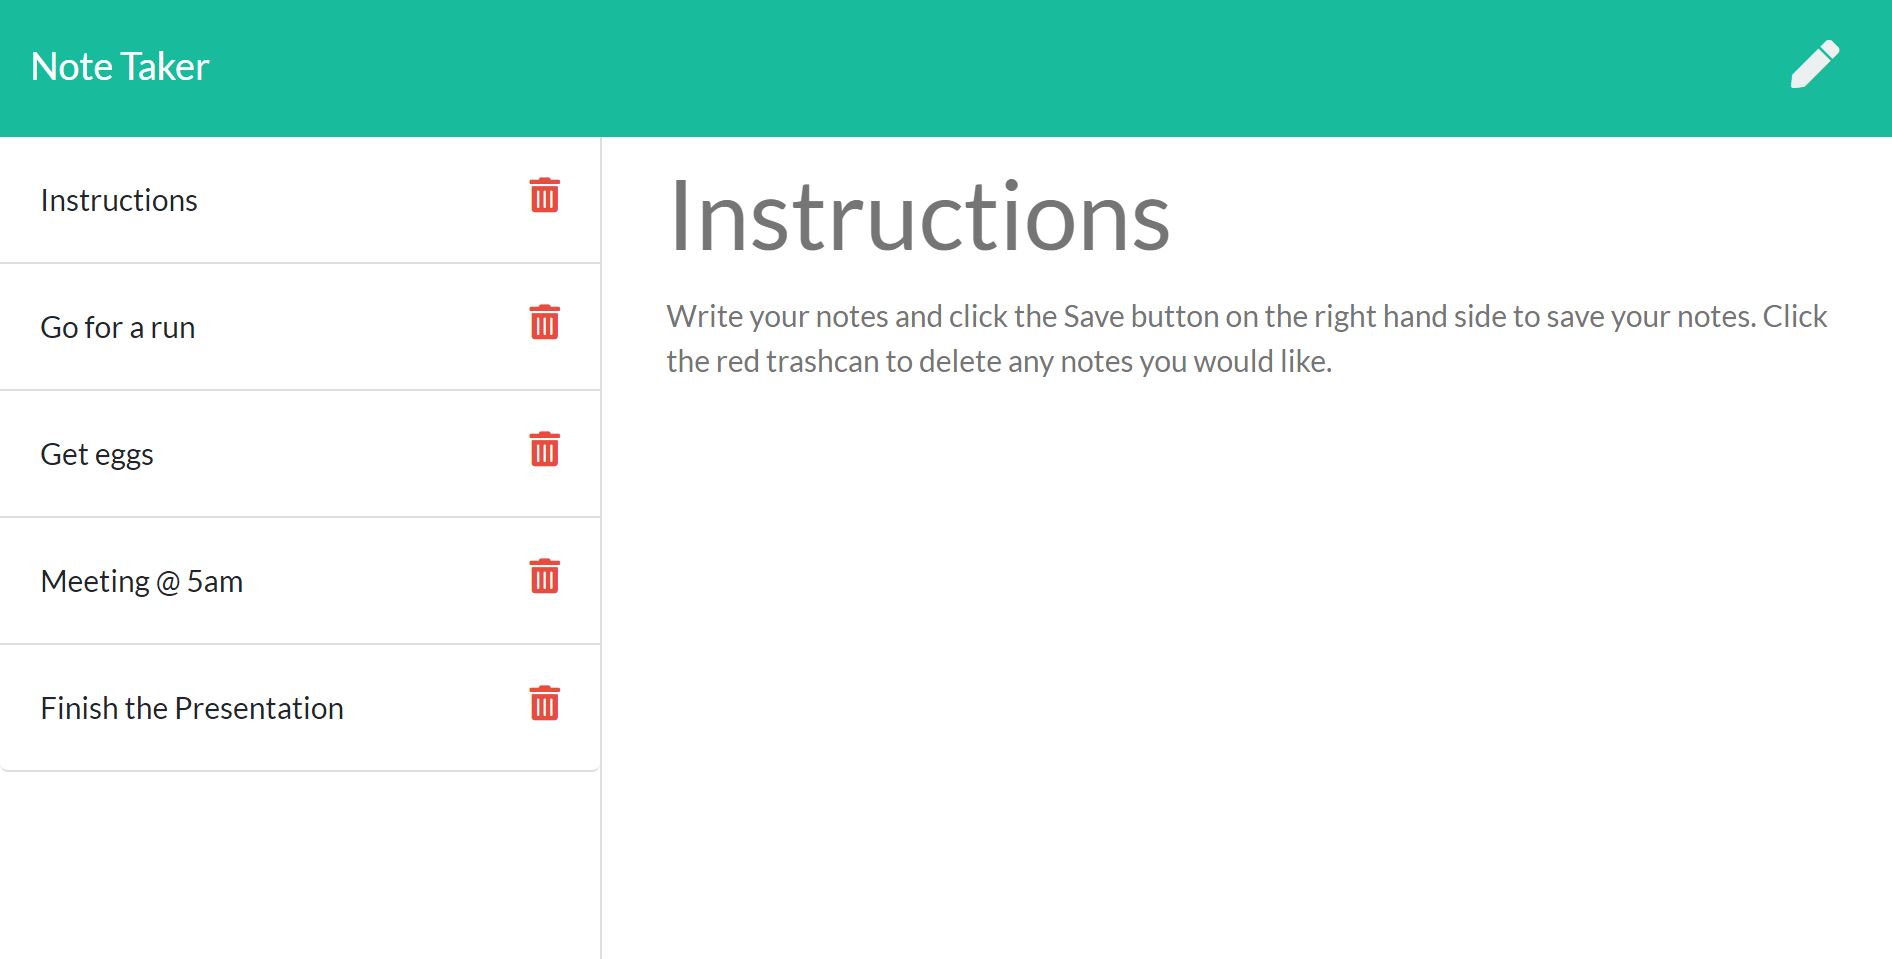 Note Taker
Instructions
Go for a run
Get eggs
Meeting @ 5am
Finish the Presentation
Instructions
Write your notes and click the Save button on the right hand side to save your notes. Click
the red trashcan to delete any notes you would like.